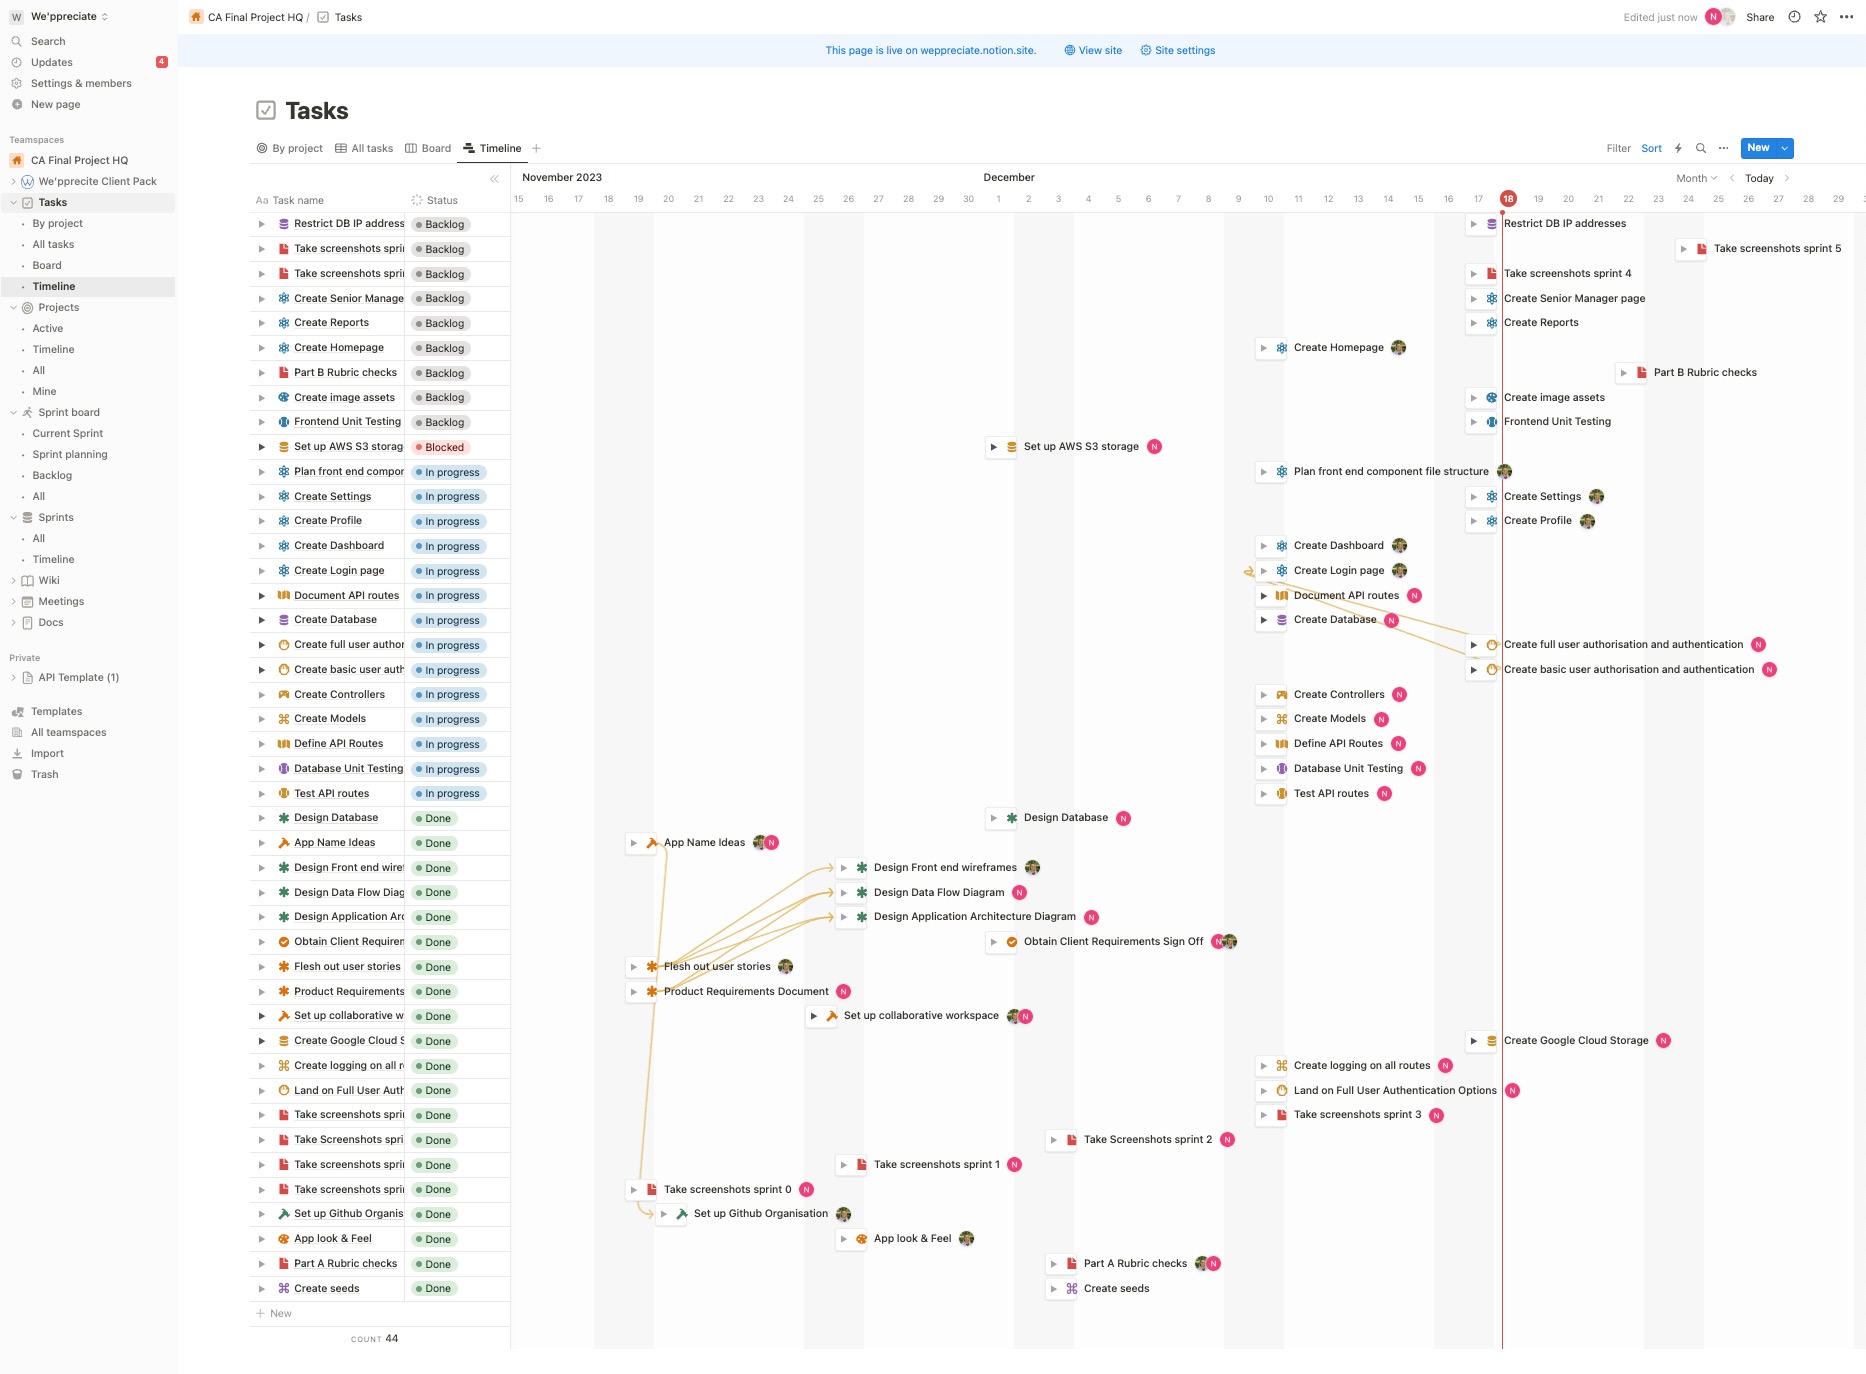 W We'ppreciate
Search
Updates 4
Settings & members
New page
Teamspaces
CA Final Project HQ
We'pprecite Client Pack
Tasks
By project
All tasks
Board
Timeline
Projects
Active
Timeline
All
Mine
Sprint board
Current Sprint
Sprint planning
Backlog
All
Sprints
All
Timeline
Wiki
Meetings
Docs
Private
API Template (1)
Templates
All teamspaces
Import
Trash
CA Final Project HQ / Tasks
Edited just now N Share
This page is live on weppreciate.notion.site. View site Site settings
Tasks
By project All tasks Board Timeline
Filter Sort New
November 2023 December Month Today
Aa Task name Status
15 16 17 18 19 20 21 22 23 24 25 26 27 28 29 30 1 2 3 4 5 6 7 8 9 10 11 12 13 14 15 16 17 18 19 20 21 22 23 24 25 26 27 28 29
Restrict DB IP address Backlog Restrict DB IP addresses
Take screenshots spri Backlog Take screenshots sprint 5
Take screenshots spri Backlog Take screenshots sprint 4
Create Senior Manage Backlog Create Senior Manager page
Create Reports Backlog Create Reports
Create Homepage Backlog Create Homepage
Part B Rubric checks Backlog Part B Rubric checks
Create image assets Backlog Create image assets
Frontend Unit Testing Backlog Frontend Unit Testing
Set up AWS S3 storag Blocked Set up AWS S3 storage N
Plan front end compor In progress Plan front end component file structure
Create Settings In progress Create Settings
Create Profile In progress Create Profile
Create Dashboard In progress Create Dashboard
Create Login page In progress Create Login page
Document API routes In progress Document API routes N
Create Database In progress Create Database N
Create full user author In progress Create full user authorisation and authentication N
Create basic user auth In progress Create basic user authorisation and authentication N
Create Controllers In progress Create Controllers N
Create Models In progress Create Models N
Define API Routes In progress Define API Routes N
Database Unit Testing In progress Database Unit Testing N
Test API routes In progress Test API routes N
Design Database Done Design Database N
App Name Ideas Done App Name Ideas N
Design Front end wiref Done Design Front end wireframes
Design Data Flow Diag Done Design Data Flow Diagram N
Design Application Arc Done Design Application Architecture Diagram N
Obtain Client Requiren Done Obtain Client Requirements Sign Off N
Flesh out user stories Done Flesh out user stories
Product Requirements Done Product Requirements Document N
Set up collaborative w Done Set up collaborative workspace N
Create Google Cloud S Done Create Google Cloud Storage N
Create logging on all r Done Create logging on all routes N
Land on Full User Auth Done Land on Full User Authentication Options N
Take screenshots spri Done Take screenshots sprint 3 N
Take Screenshots spri Done Take Screenshots sprint 2 N
Take screenshots spri Done Take screenshots sprint 1 N
Take screenshots spri Done Take screenshots sprint 0 N
Set up Github Organis Done Set up Github Organisation
App look & Feel Done App look & Feel
Part A Rubric checks Done Part A Rubric checks N
Create seeds Done Create seeds
New
COUNT 44